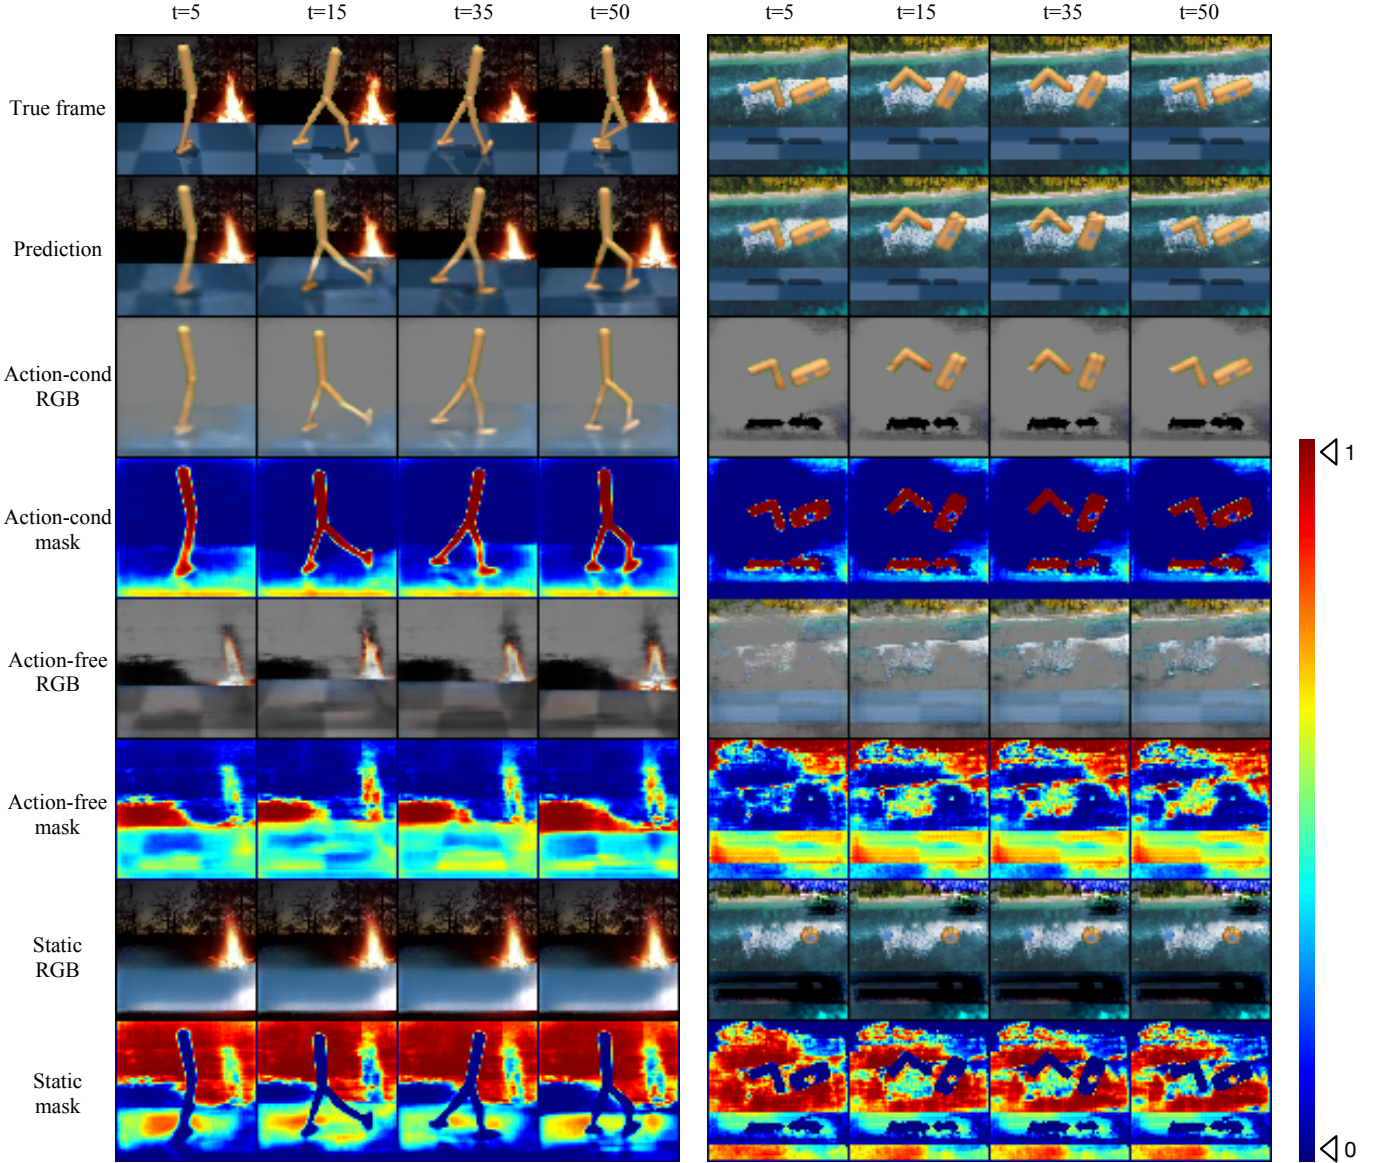 t=5 t=15 t=35 t=50 t=5 t=15 t=35 t=50
True frame
Prediction
Action-cond
RGB
Action-cond
mask
Action-free
RGB
Action-free
mask
Static
RGB
Static
mask
1
0